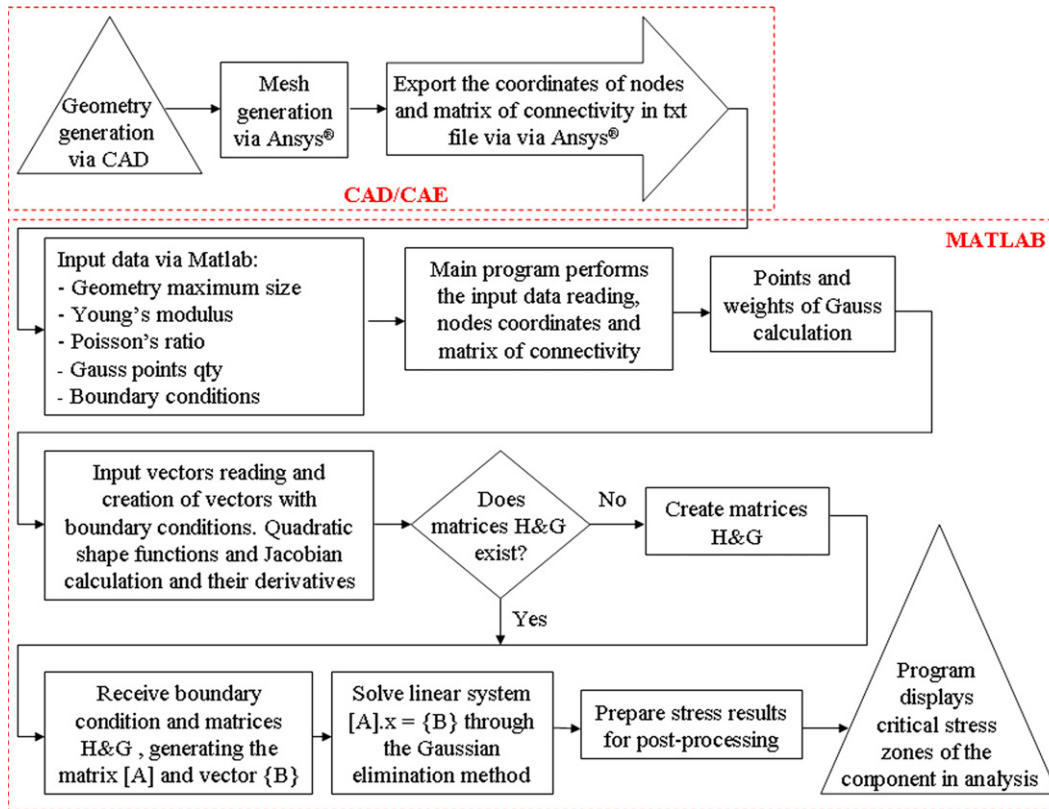 Geometry
generation
via CAD
Mesh
generation
via Ansys®
Export the coordinates of nodes
and matrix of connectivity in txt
file via via Ansys®
CAD/CAE
MATLAB
Input data via Matlab:
- Geometry maximum size
- Young's modulus
- Poisson's ratio
- Gauss points qty
- Boundary conditions
Main program performs
the input data reading,
nodes coordinates and
matrix of connectivity
Points and
weights of Gauss
calculation
Input vectors reading and
creation of vectors with
boundary conditions. Quadratic
shape functions and Jacobian
calculation and their derivatives
Does
matrices H&G
exist?
No
Yes
Create matrices
H&G
Receive boundary
condition and matrices
H&G , generating the
matrix [A] and vector {B}
Solve linear system
[A].x = {B} through
the Gaussian
elimination method
Prepare stress results
for post-processing
Program
displays
critical stress
zones of the
component in analysis